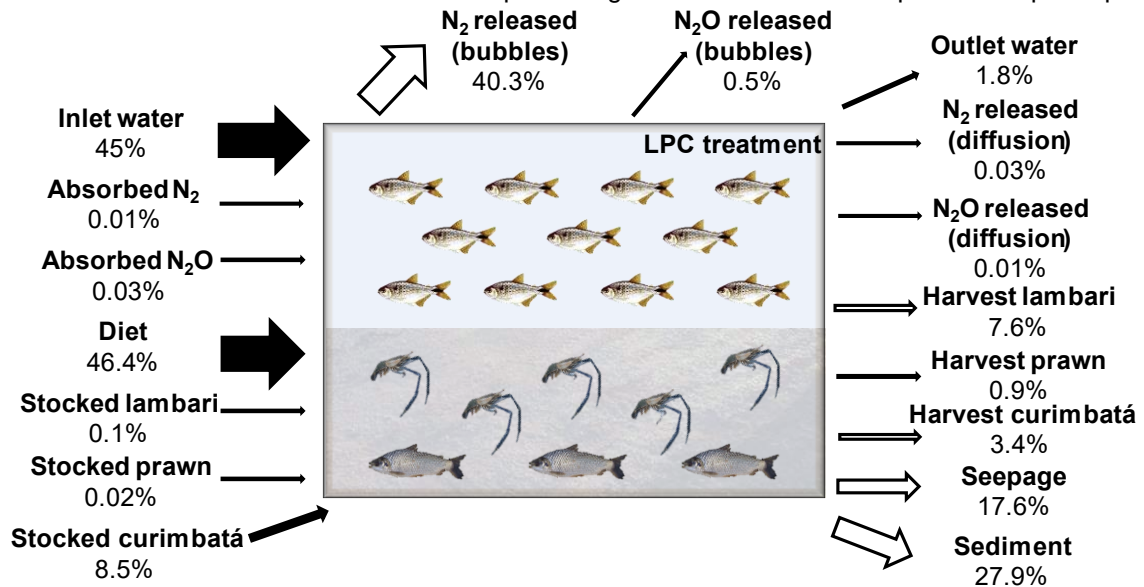 N2 released
(bubbles)
40.3%
N2O released
(bubbles)
0.5%
Outlet water
1.8%
Inlet water
45%
LPC treatment
N2 released
(diffusion)
0.03%
Absorbed N2
0.01%
N2O released
(diffusion)
0.01%
Absorbed N2O
0.03%
Harvest lambari
7.6%
Diet
46.4%
Harvest prawn
0.9%
Stocked lambari
0.1%
Harvest curimbatá
3.4%
Stocked prawn
0.02%
Seepage
17.6%
Stocked curimbatá
8.5%
Sediment
27.9%